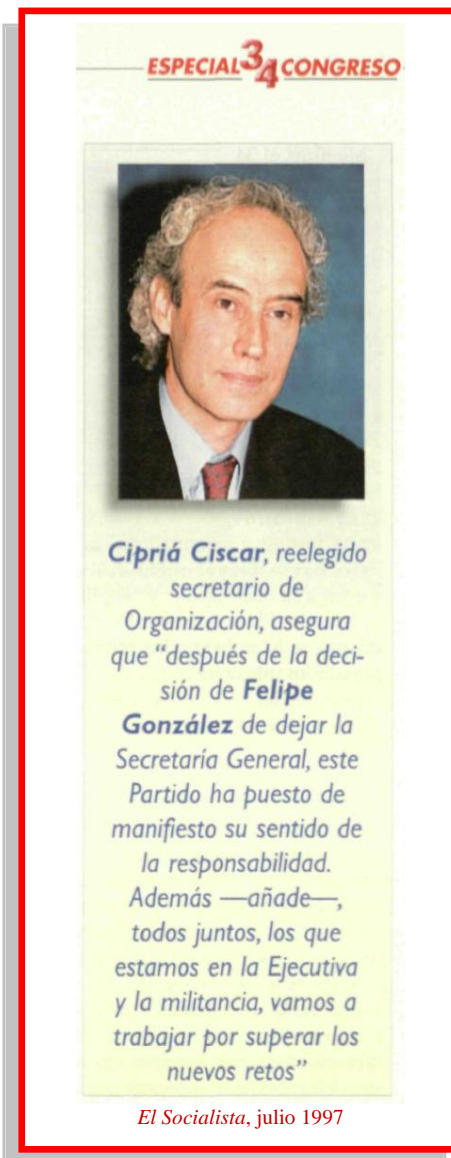 ESPECIAL 34 CONGRESO
Cipriá Ciscar, reelegido
secretario de
Organización, asegura
que “después de la deci-
sión de Felipe
González de dejar la
Secretaría General, este
Partido ha puesto de
manifiesto su sentido de
la responsabilidad.
Además —añade—,
todos juntos, los que
estamos en la Ejecutiva
y la militancia, vamos a
trabajar por superar los
nuevos retos”
El Socialista, julio 1997